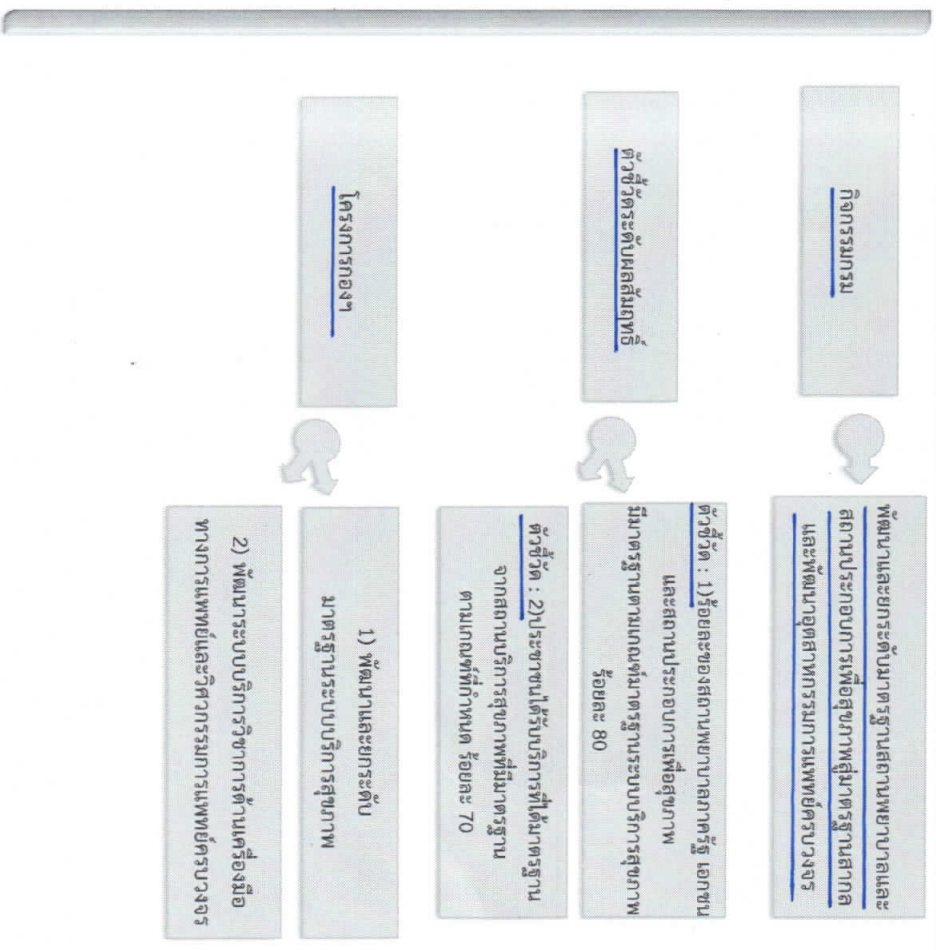 กิจกรรมกรม
พัฒนาและยกระดับมาตรฐานสถานพยาบาลและ
สถานประกอบการเพื่อสุขภาพสู่มาตรฐานสากล
และพัฒนาอุตสาหกรรมการแพทย์ครบวงจร
ตัวชี้วัดระดับผลสัมฤทธิ์
ตัวชี้วัด : 1)ร้อยละของสถานพยาบาลภาครัฐ เอกชน
และสถานประกอบการเพื่อสุขภาพ
มีมาตรฐานตามเกณฑ์มาตรฐานระบบบริการสุขภาพ
ร้อยละ 80
ตัวชี้วัด : 2)ประชาชนได้รับบริการที่ได้มาตรฐาน
จากสถานบริการสุขภาพที่มีมาตรฐาน
ตามเกณฑ์ที่กำหนด ร้อยละ 70
โครงการกองฯ
1) พัฒนาและยกระดับ
มาตรฐานระบบบริการสุขภาพ
2) พัฒนาระบบบริการวิชาการด้านเครื่องมือ
ทางการแพทย์และวิศวกรรมการแพทย์ครบวงจร